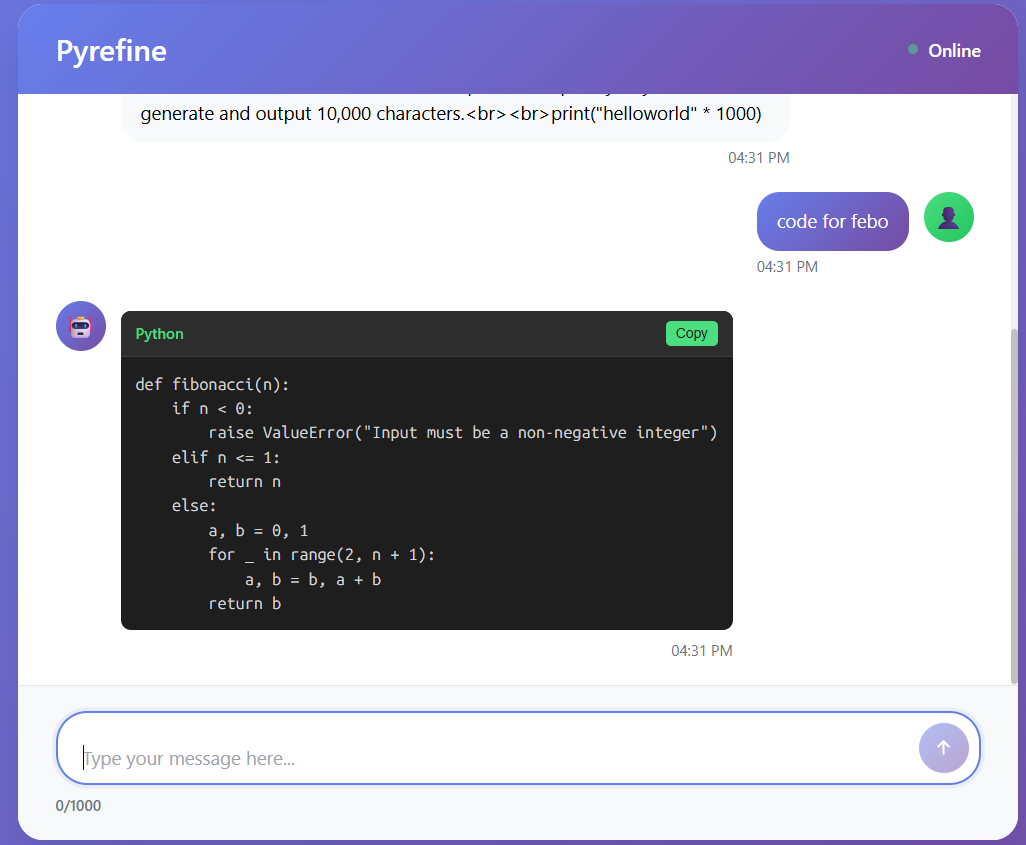 Pyrefine
Online
generate and output 10,000 characters.<br><br>print("helloworld" * 1000)
04:31 PM
code for febo
04:31 PM
Python
Copy
def fibonacci(n):
    if n < 0:
        raise ValueError("Input must be a non-negative integer")
    elif n <= 1:
        return n
    else:
        a, b = 0, 1
        for _ in range(2, n + 1):
            a, b = b, a + b
        return b
04:31 PM
Type your message here...
0/1000